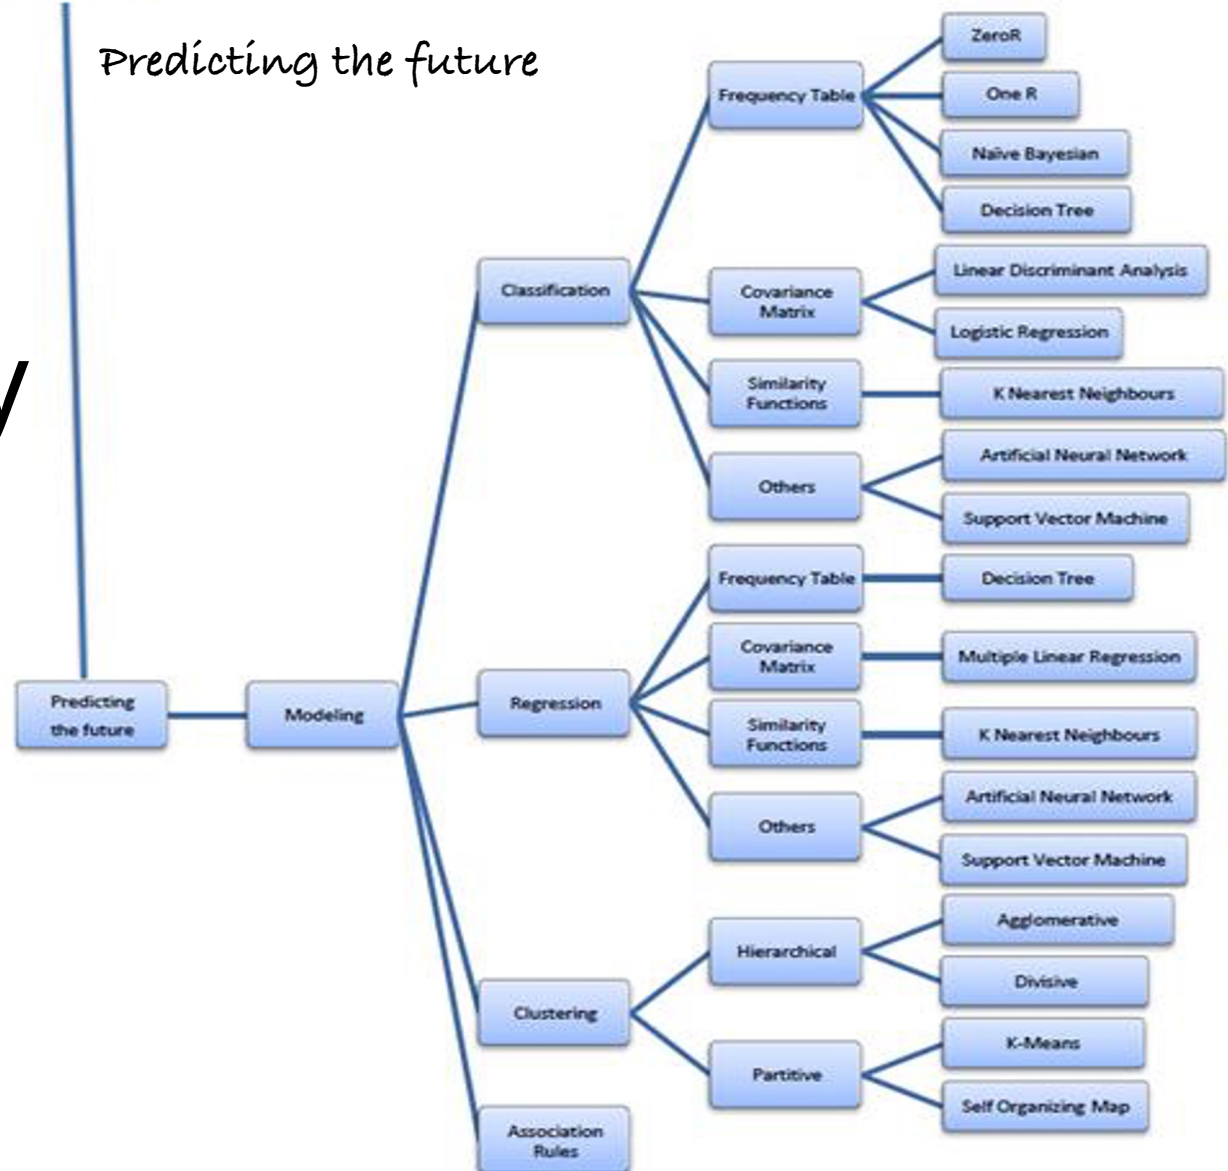 Predicting the future
y
Predicting
the future
Modeling
Classification
Frequency Table
ZeroR
One R
Naïve Bayesian
Decision Tree
Covariance
Matrix
Linear Discriminant Analysis
Logistic Regression
Similarity
Functions
K Nearest Neighbours
Others
Artificial Neural Network
Support Vector Machine
Regression
Frequency Table
Decision Tree
Covariance
Matrix
Multiple Linear Regression
Similarity
Functions
K Nearest Neighbours
Others
Artificial Neural Network
Support Vector Machine
Clustering
Hierarchical
Agglomerative
Divisive
Partitive
K-Means
Self Organizing Map
Association
Rules